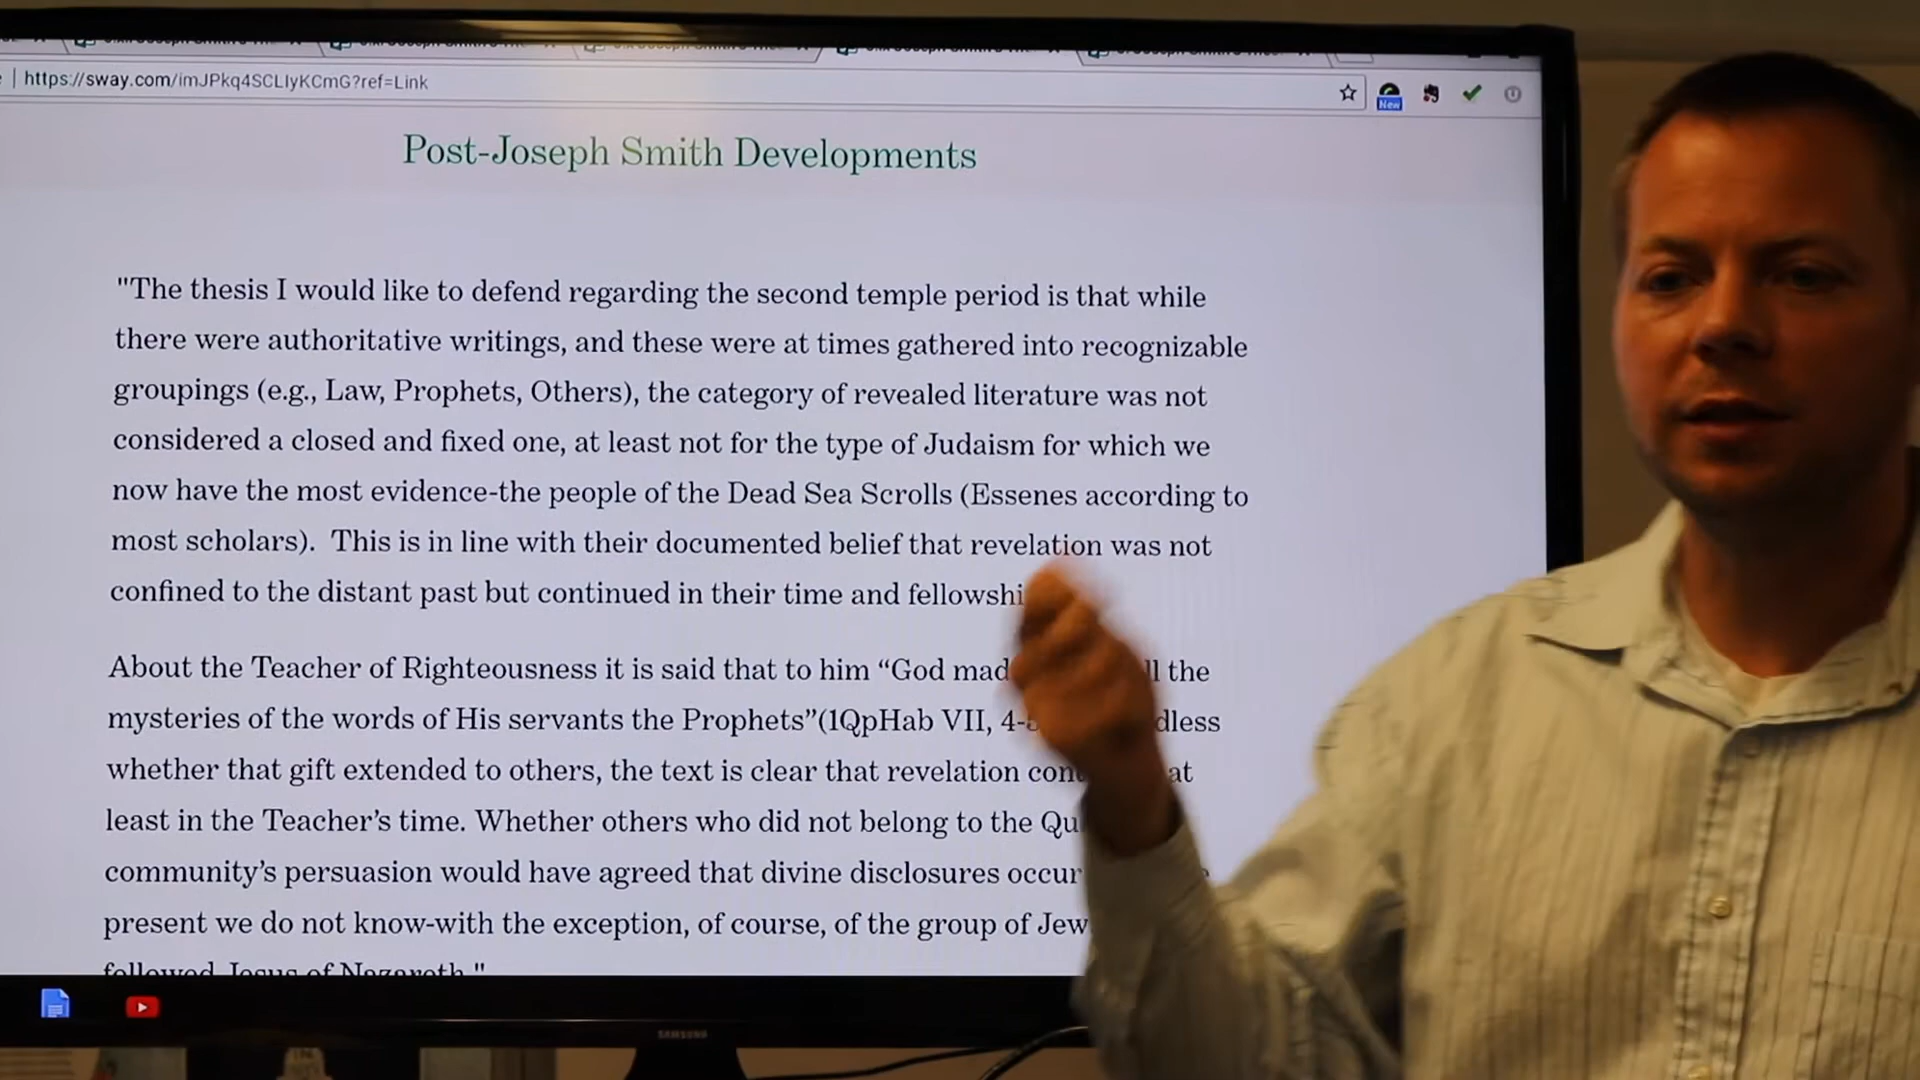 https://sway.com/imJPkq4SCLIyKCmG?ref=Link
New
Post-Joseph Smith Developments
"The thesis I would like to defend regarding the second temple period is that while
there were authoritative writings, and these were at times gathered into recognizable
groupings (e.g., Law, Prophets, Others), the category of revealed literature was not
considered a closed and fixed one, at least not for the type of Judaism for which we
now have the most evidence-the people of the Dead Sea Scrolls (Essenes according to
most scholars).  This is in line with their documented belief that revelation was not
confined to the distant past but continued in their time and
About the Teacher of Righteousness it is said that to him “God the
mysteries of the words of His servants the Prophets”(1QpHab VII,
whether that gift extended to others, the text is clear that revelation at
least in the Teacher’s time. Whether others who did not belong to the
community’s persuasion would have agreed that divine disclosures
present we do not know-with the exception, of course, of the group of
followed Jesus of Nazareth."
SAMSUNG